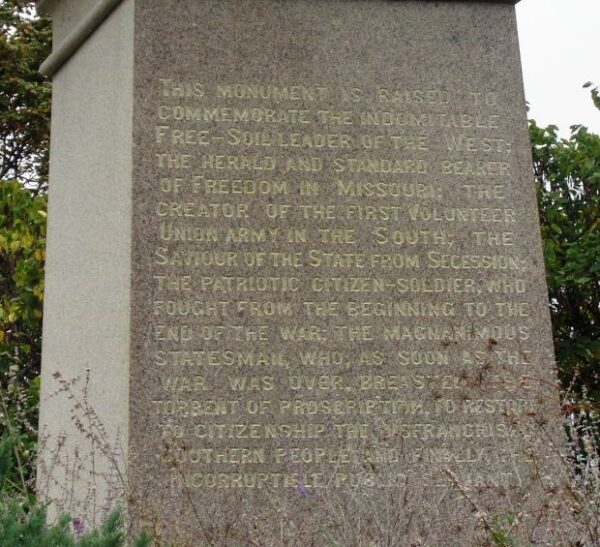 THIS MONUMENT IS RAISED TO
COMMEMORATE THE INDOMITABLE
FREE-SOIL LEADER OF THE WEST;
THE HERALD AND STANDARD BEARER
OF FREEDOM IN MISSOURI; THE
CREATOR OF THE FIRST VOLUNTEER
UNION ARMY IN THE SOUTH; THE
SAVIOUR OF THE STATE FROM SECESSION;
THE PATRIOTIC CITIZEN-SOLDIER, WHO
FOUGHT FROM THE BEGINNING TO THE
END OF THE WAR; THE MAGNANIMOUS
STATESMAN, WHO, AS SOON AS THE
WAR WAS OVER, BREASTED THE
TORRENT OF PROSCRIPTION, TO RESTORE
TO CITIZENSHIP THE DISFRANCHISED
SOUTHERN PEOPLE, AND FINALLY, THE
INCORRUPTIBLE PUBLIC SERVANT